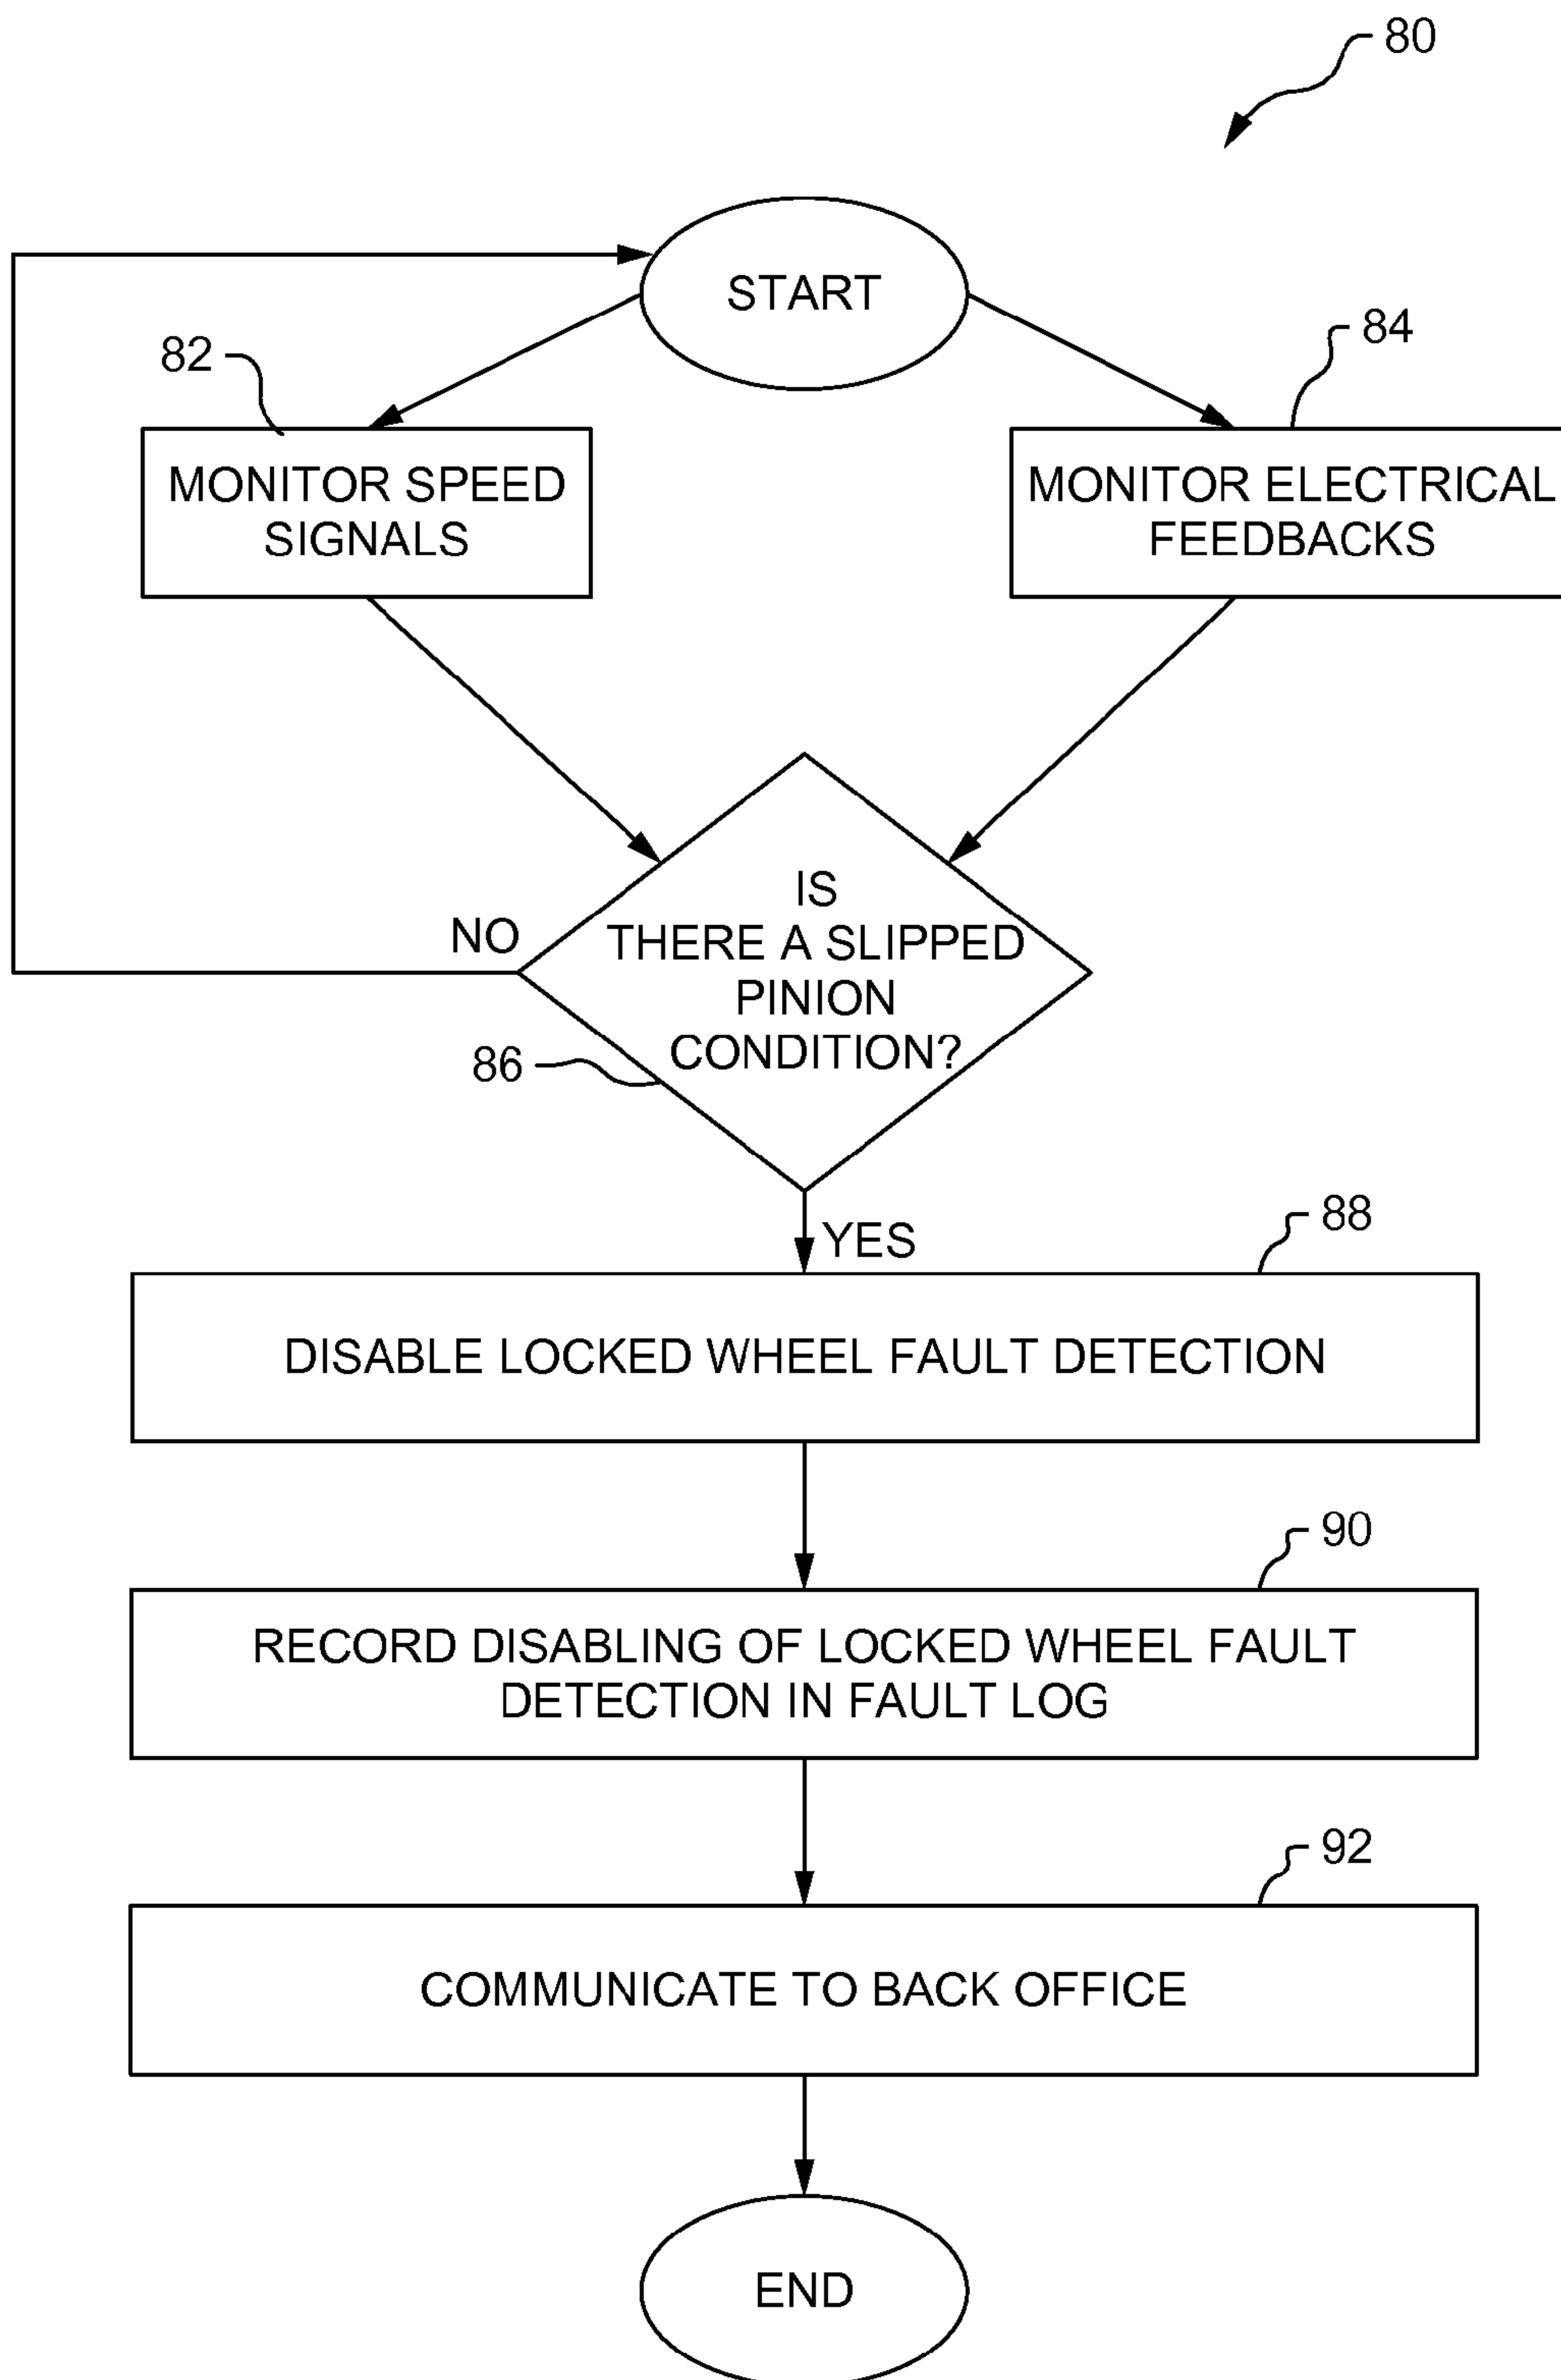 80
START
82
84
MONITOR SPEED
SIGNALS
MONITOR ELECTRICAL
FEEDBACKS
IS
THERE A SLIPPED
PINION
CONDITION?
NO
86
YES
88
DISABLE LOCKED WHEEL FAULT DETECTION
90
RECORD DISABLING OF LOCKED WHEEL FAULT
DETECTION IN FAULT LOG
92
COMMUNICATE TO BACK OFFICE
END